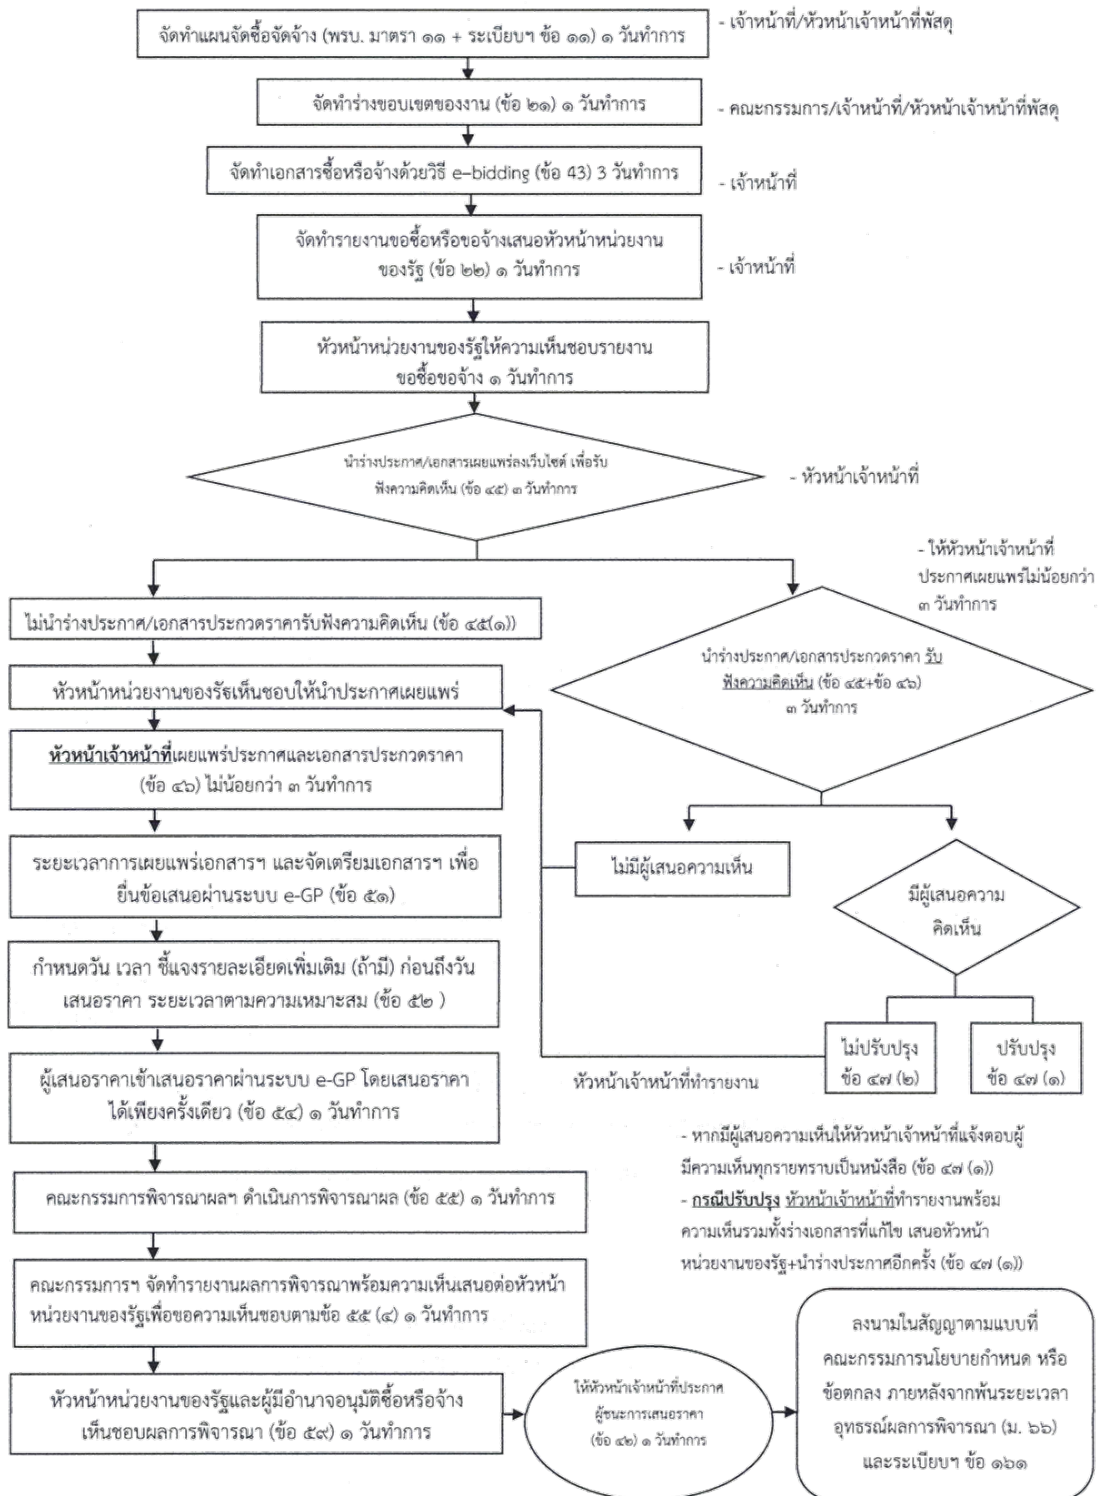 จัดทำแผนจัดซื้อจัดจ้าง (พรบ. มาตรา ๑๑ + ระเบียบฯ ข้อ ๑๑) ๑ วันทำการ
- เจ้าหน้าที่/หัวหน้าเจ้าหน้าที่พัสดุ
จัดทำร่างขอบเขตของงาน (ข้อ ๒๑) ๑ วันทำการ
- คณะกรรมการ/เจ้าหน้าที่/หัวหน้าเจ้าหน้าที่พัสดุ
จัดทำเอกสารซื้อหรือจ้างด้วยวิธี e-bidding (ข้อ 43) 3 วันทำการ
- เจ้าหน้าที่
จัดทำรายงานขอซื้อหรือขอจ้างเสนอหัวหน้าหน่วยงาน
ของรัฐ (ข้อ ๒๒) ๑ วันทำการ
- เจ้าหน้าที่
หัวหน้าหน่วยงานของรัฐให้ความเห็นชอบรายงาน
ขอซื้อขอจ้าง ๑ วันทำการ
นำร่างประกาศ/เอกสารเผยแพร่ลงเว็บไซต์ เพื่อรับ
ฟังความคิดเห็น (ข้อ ๔๕) ๓ วันทำการ
- หัวหน้าเจ้าหน้าที่
- ให้หัวหน้าเจ้าหน้าที่
ประกาศเผยแพร่ไม่น้อยกว่า
๓ วันทำการ
ไม่นำร่างประกาศ/เอกสารประกวดราคารับฟังความคิดเห็น (ข้อ ๔๕(๑))
นำร่างประกาศ/เอกสารประกวดราคา รับ
ฟังความคิดเห็น (ข้อ ๔๕+ข้อ ๔๖)
๓ วันทำการ
หัวหน้าหน่วยงานของรัฐเห็นชอบให้นำประกาศเผยแพร่
หัวหน้าเจ้าหน้าที่เผยแพร่ประกาศและเอกสารประกวดราคา
(ข้อ ๔๖) ไม่น้อยกว่า ๓ วันทำการ
ระยะเวลาการเผยแพร่เอกสารฯ และจัดเตรียมเอกสารฯ เพื่อ
ยื่นข้อเสนอผ่านระบบ e-GP (ข้อ ๕๑)
ไม่มีผู้เสนอความเห็น
มีผู้เสนอความ
คิดเห็น
กำหนดวัน เวลา ชี้แจงรายละเอียดเพิ่มเติม (ถ้ามี) ก่อนถึงวัน
เสนอราคา ระยะเวลาตามความเหมาะสม (ข้อ ๕๒ )
ไม่ปรับปรุง
ข้อ ๔๗ (๒)
ปรับปรุง
ข้อ ๔๗ (๑)
ผู้เสนอราคาเข้าเสนอราคาผ่านระบบ e-GP โดยเสนอราคา
ได้เพียงครั้งเดียว (ข้อ ๕๔) ๑ วันทำการ
หัวหน้าเจ้าหน้าที่ทำรายงาน
- หากมีผู้เสนอความเห็นให้หัวหน้าเจ้าหน้าที่แจ้งตอบผู้
มีความเห็นทุกรายทราบเป็นหนังสือ (ข้อ ๔๗ (๑))
- กรณีปรับปรุง หัวหน้าเจ้าหน้าที่ทำรายงานพร้อม
ความเห็นรวมทั้งร่างเอกสารที่แก้ไข เสนอหัวหน้า
หน่วยงานของรัฐ+นำร่างประกาศอีกครั้ง (ข้อ ๔๗ (๑))
คณะกรรมการพิจารณาผลฯ ดำเนินการพิจารณาผล (ข้อ ๕๕) ๑ วันทำการ
คณะกรรมการฯ จัดทำรายงานผลการพิจารณาพร้อมความเห็นเสนอต่อหัวหน้า
หน่วยงานของรัฐเพื่อขอความเห็นชอบตามข้อ ๕๕ (๔) ๑ วันทำการ
หัวหน้าหน่วยงานของรัฐและผู้มีอำนาจอนุมัติซื้อหรือจ้าง
เห็นชอบผลการพิจารณา (ข้อ ๕๙) ๑ วันทำการ
ให้หัวหน้าเจ้าหน้าที่ประกาศ
ผู้ชนะการเสนอราคา
(ข้อ ๔๒) ๑ วันทำการ
ลงนามในสัญญาตามแบบที่
คณะกรรมการนโยบายกำหนด หรือ
ข้อตกลง ภายหลังจากพ้นระยะเวลา
อุทธรณ์ผลการพิจารณา (ม. ๖๖)
และระเบียบฯ ข้อ ๑๖๑